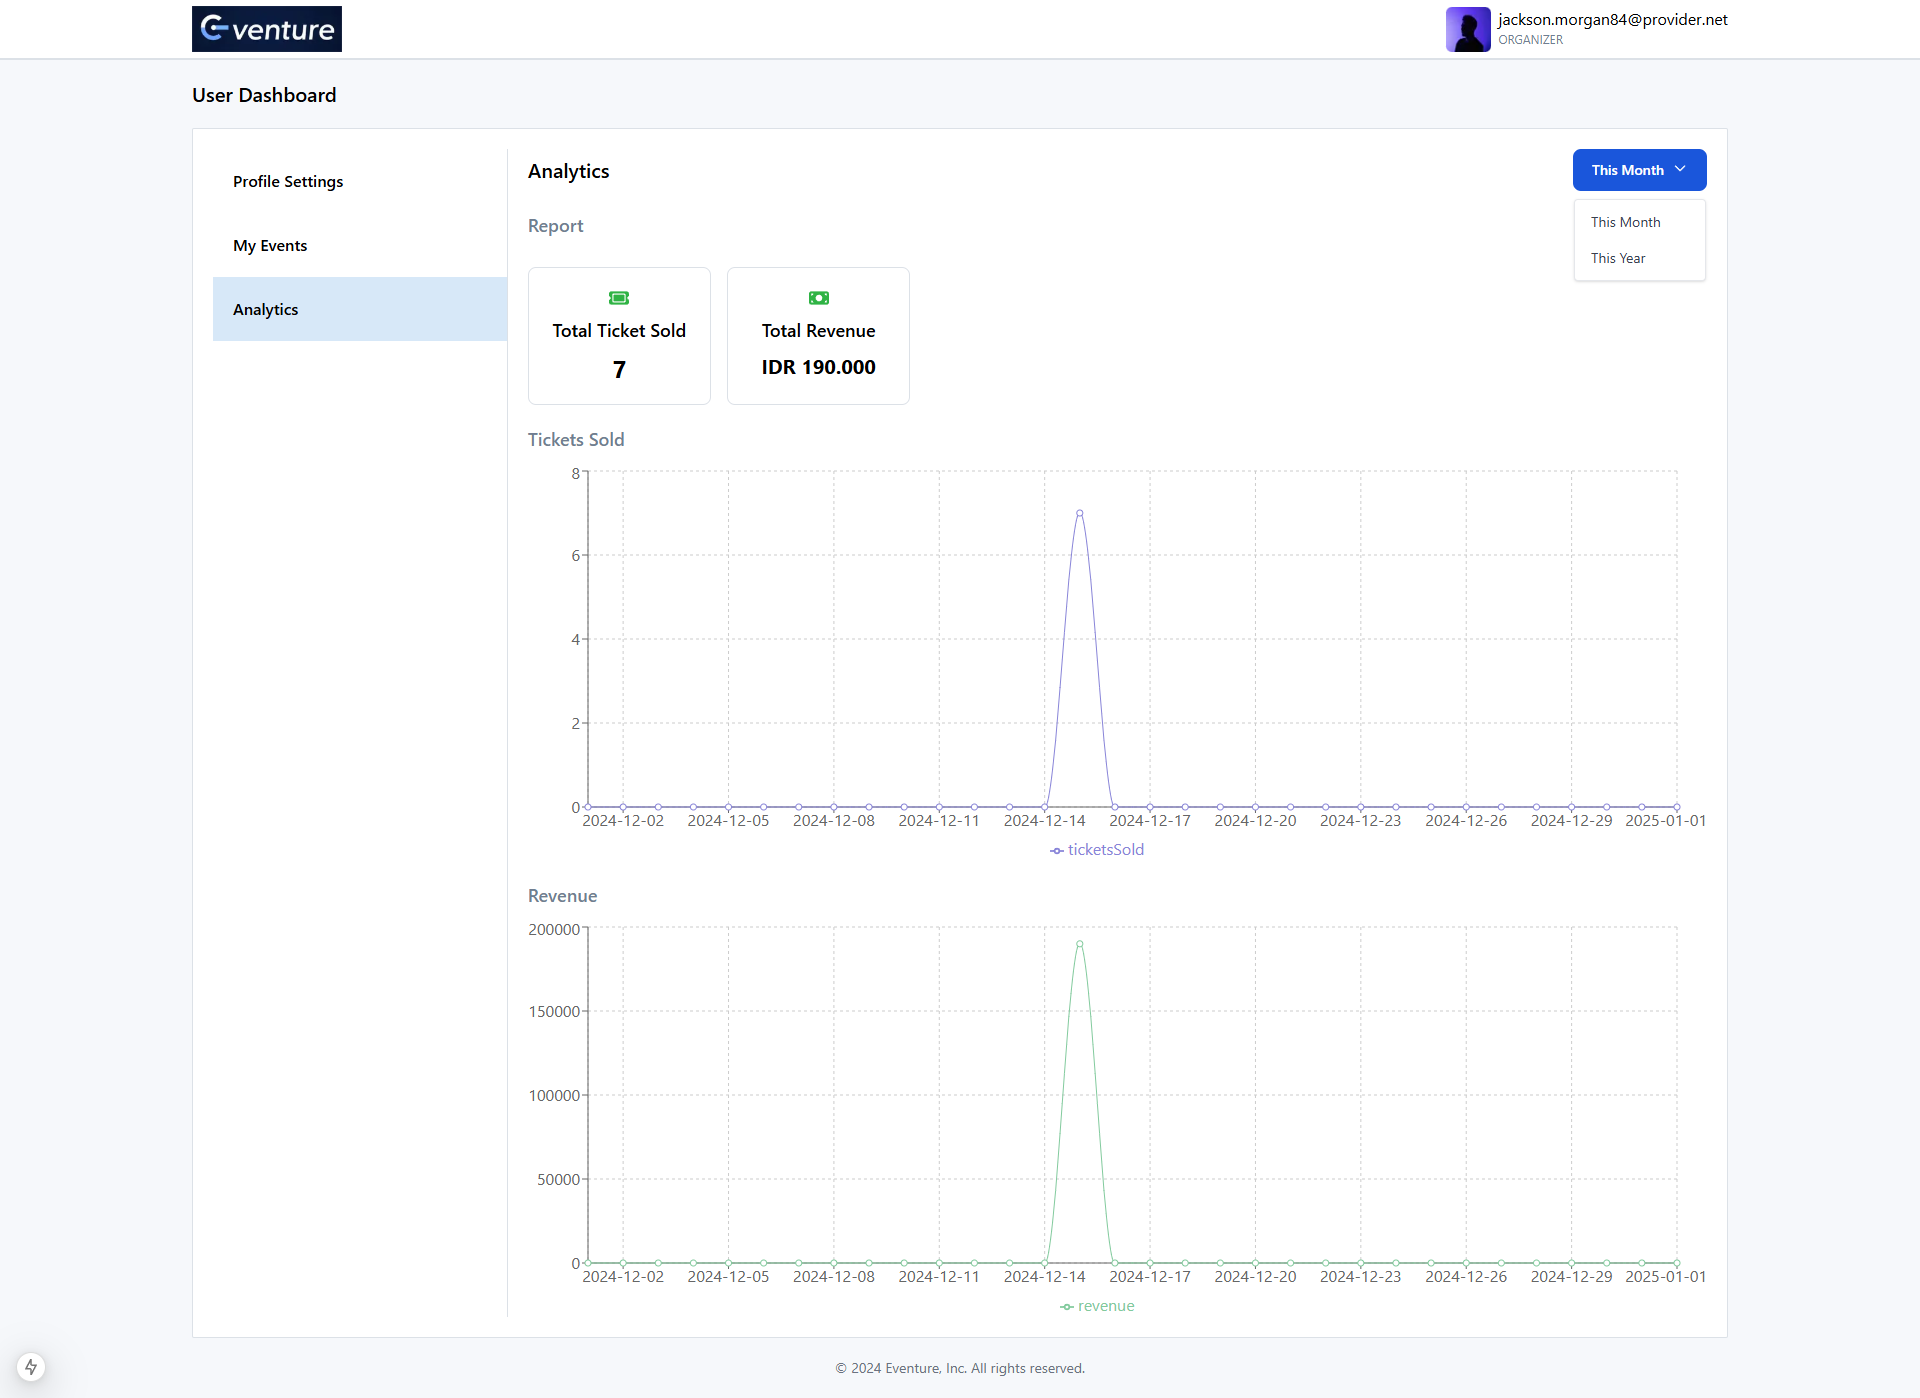 eventure
jackson.morgan84@provider.net
ORGANIZER
User Dashboard
Profile Settings
My Events
Analytics
Analytics
This Month
This Month
This Year
Report
Total Ticket Sold
7
Total Revenue
IDR 190.000
Tickets Sold
8
6
4
2
0
2024-12-02 2024-12-05 2024-12-08 2024-12-11 2024-12-14 2024-12-17 2024-12-20 2024-12-23 2024-12-26 2024-12-29 2025-01-01
ticketsSold
Revenue
200000
150000
100000
50000
0
2024-12-02 2024-12-05 2024-12-08 2024-12-11 2024-12-14 2024-12-17 2024-12-20 2024-12-23 2024-12-26 2024-12-29 2025-01-01
revenue
© 2024 Eventure, Inc. All rights reserved.